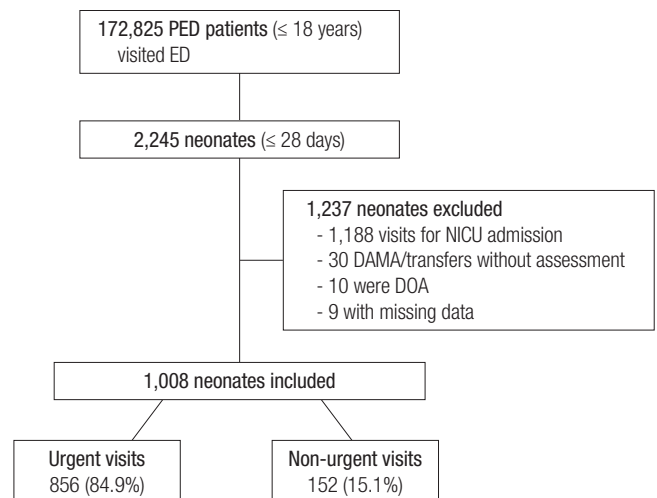 172,825 PED patients (≤ 18 years)
visited ED
2,245 neonates (≤ 28 days)
1,237 neonates excluded
- 1,188 visits for NICU admission
- 30 DAMA/transfers without assessment
- 10 were DOA
- 9 with missing data
1,008 neonates included
Urgent visits
856 (84.9%)
Non-urgent visits
152 (15.1%)